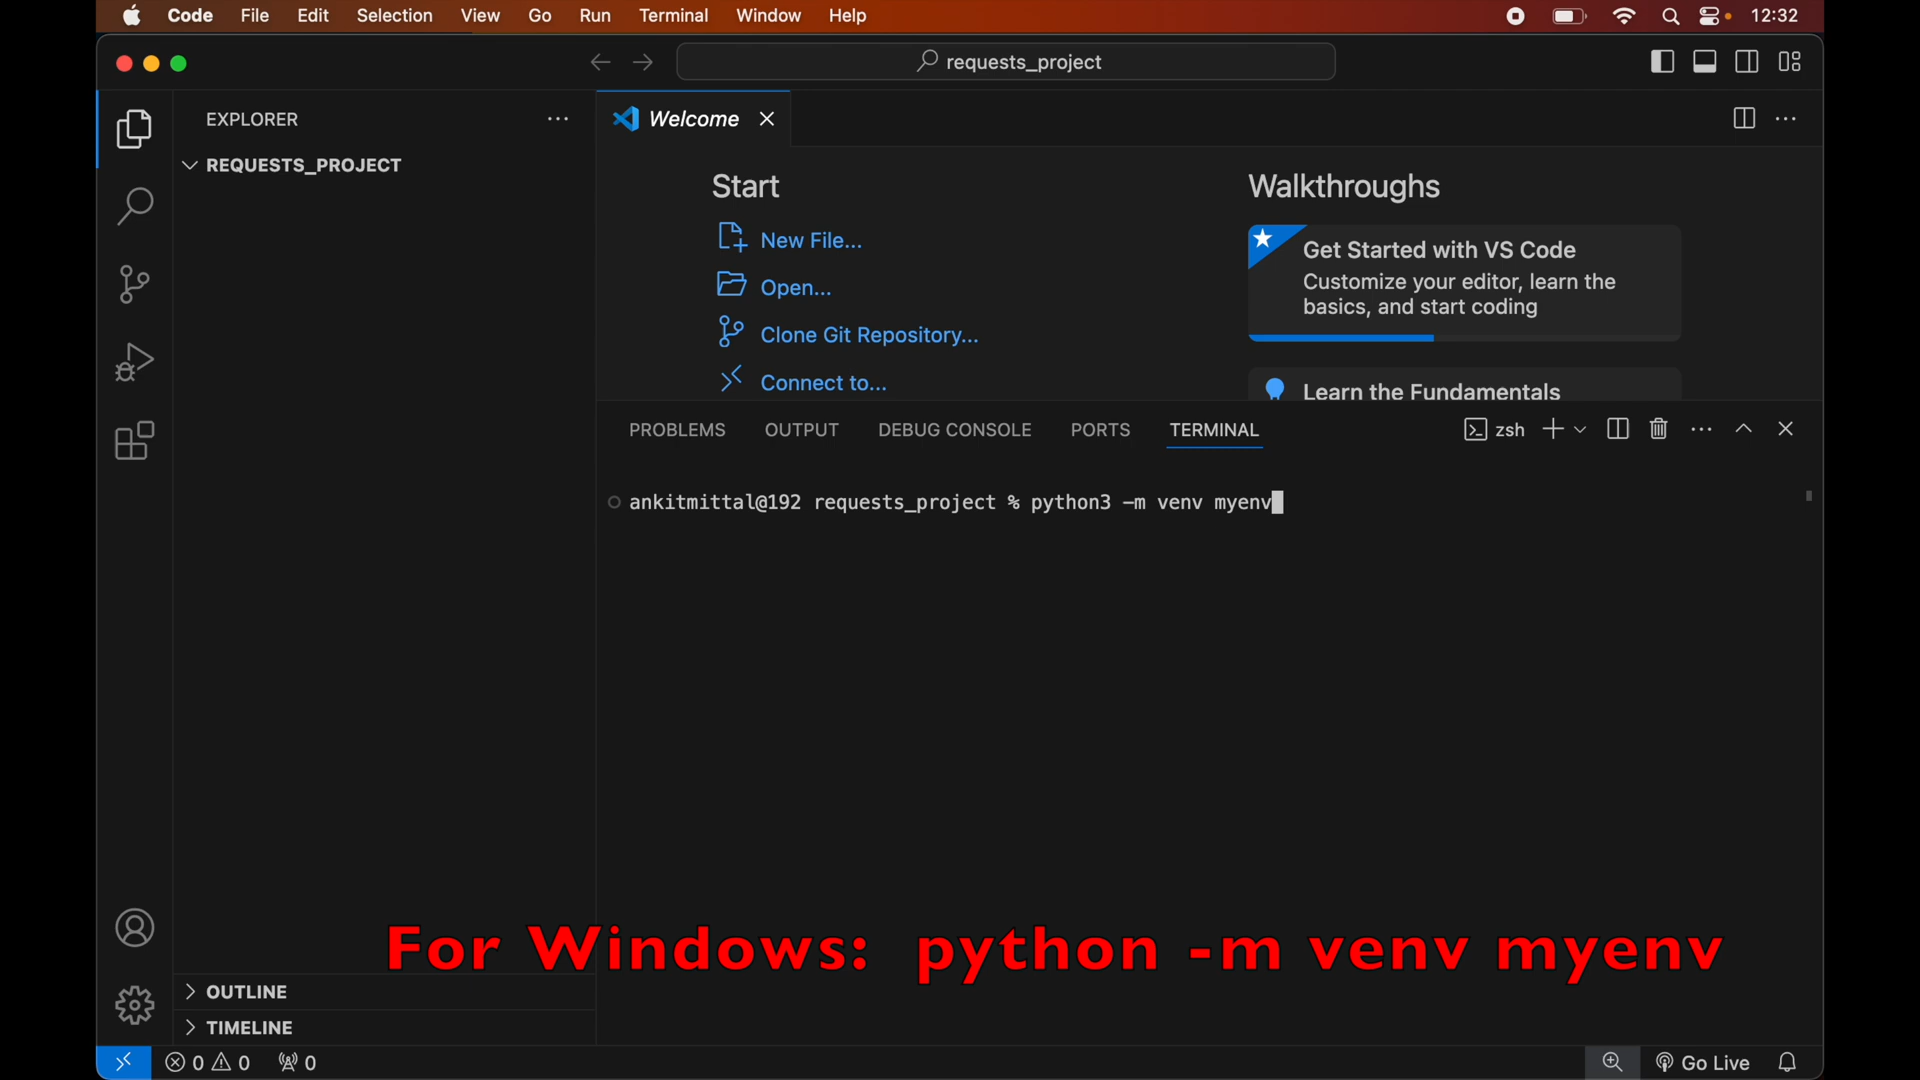 Code File Edit Selection View Go Run Terminal Window Help 12:32
requests_project
EXPLORER
REQUESTS_PROJECT
Welcome
Start
New File...
Open...
Clone Git Repository...
Connect to...
Walkthroughs
Get Started with VS Code
Customize your editor, learn the
basics, and start coding
Learn the Fundamentals
PROBLEMS OUTPUT DEBUG CONSOLE PORTS TERMINAL zsh
ankitmittal@192 requests_project % python3 -m venv myenv
For Windows: python -m venv myenv
OUTLINE
TIMELINE
0 0 0 Go Live